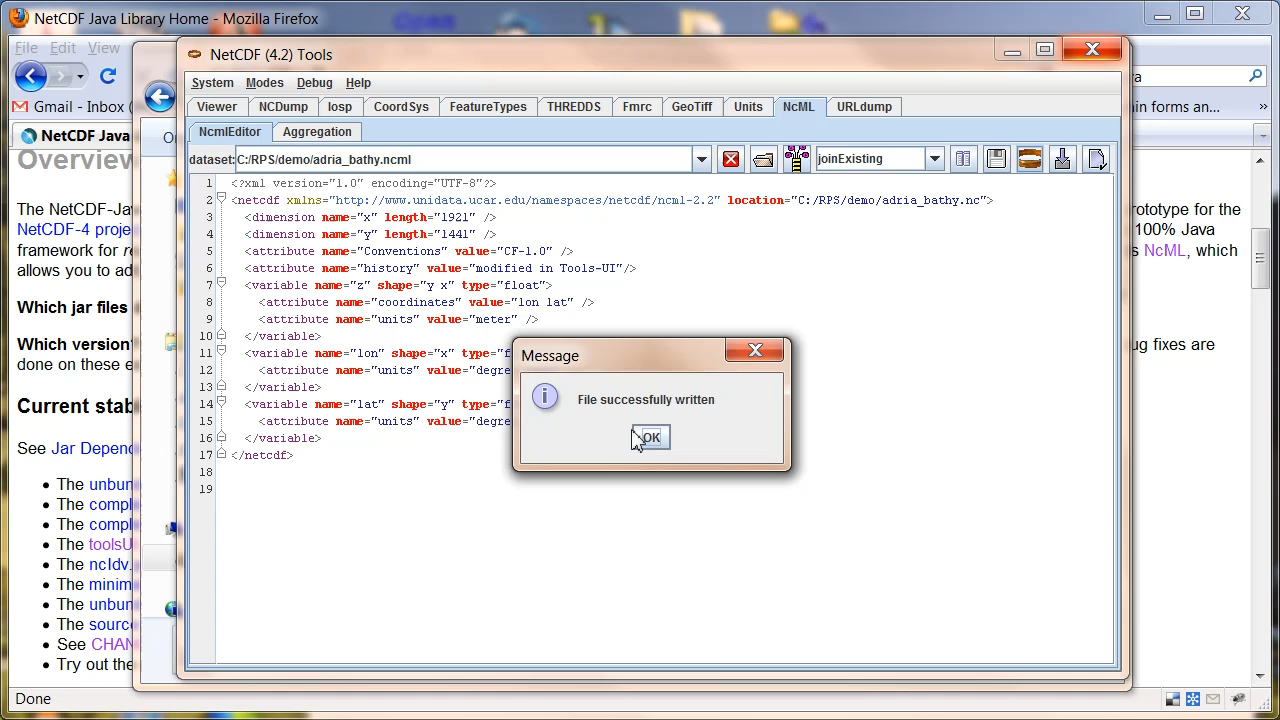 NetCDF Java Library Home - Mozilla Firefox
File Edit View
Gmail - Inbox (
NetCDF Java
Overview
The NetCDF-Ja
NetCDF-4 proje
framework for
allows you to ad
Which jar files
Which version
done on these e
Current stab
See Jar Depend
The unbun
The compl
The compl
The toolsU
The ncIdv.
The minim
The unbun
The source
See CHAN
Try out the
Done
NetCDF (4.2) Tools
System Modes Debug Help
Viewer NCDump Iosp CoordSys FeatureTypes THREDDS Fmrc GeoTiff Units NcML URLdump
NcmlEditor Aggregation
dataset: C:/RPS/demo/adria_bathy.ncml joinExisting
1 <?xml version="1.0" encoding="UTF-8"?>
2 <netcdf xmlns="http://www.unidata.ucar.edu/namespaces/netcdf/ncml-2.2" location="C:/RPS/demo/adria_bathy.nc">
3 <dimension name="x" length="1921" />
4 <dimension name="y" length="1441" />
5 <attribute name="Conventions" value="CF-1.0" />
6 <attribute name="history" value="modified in Tools-UI"/>
7 <variable name="z" shape="y x" type="float">
8 <attribute name="coordinates" value="lon lat" />
9 <attribute name="units" value="meter" />
10 </variable>
11 <variable name="lon" shape="x" type="f
12 <attribute name="units" value="degre
13 </variable>
14 <variable name="lat" shape="y" type="f
15 <attribute name="units" value="degre
16 </variable>
17 </netcdf>
18
19
Message
File successfully written
OK
ain forms an...
rototype for the
100% Java
s NcML, which
ug fixes are